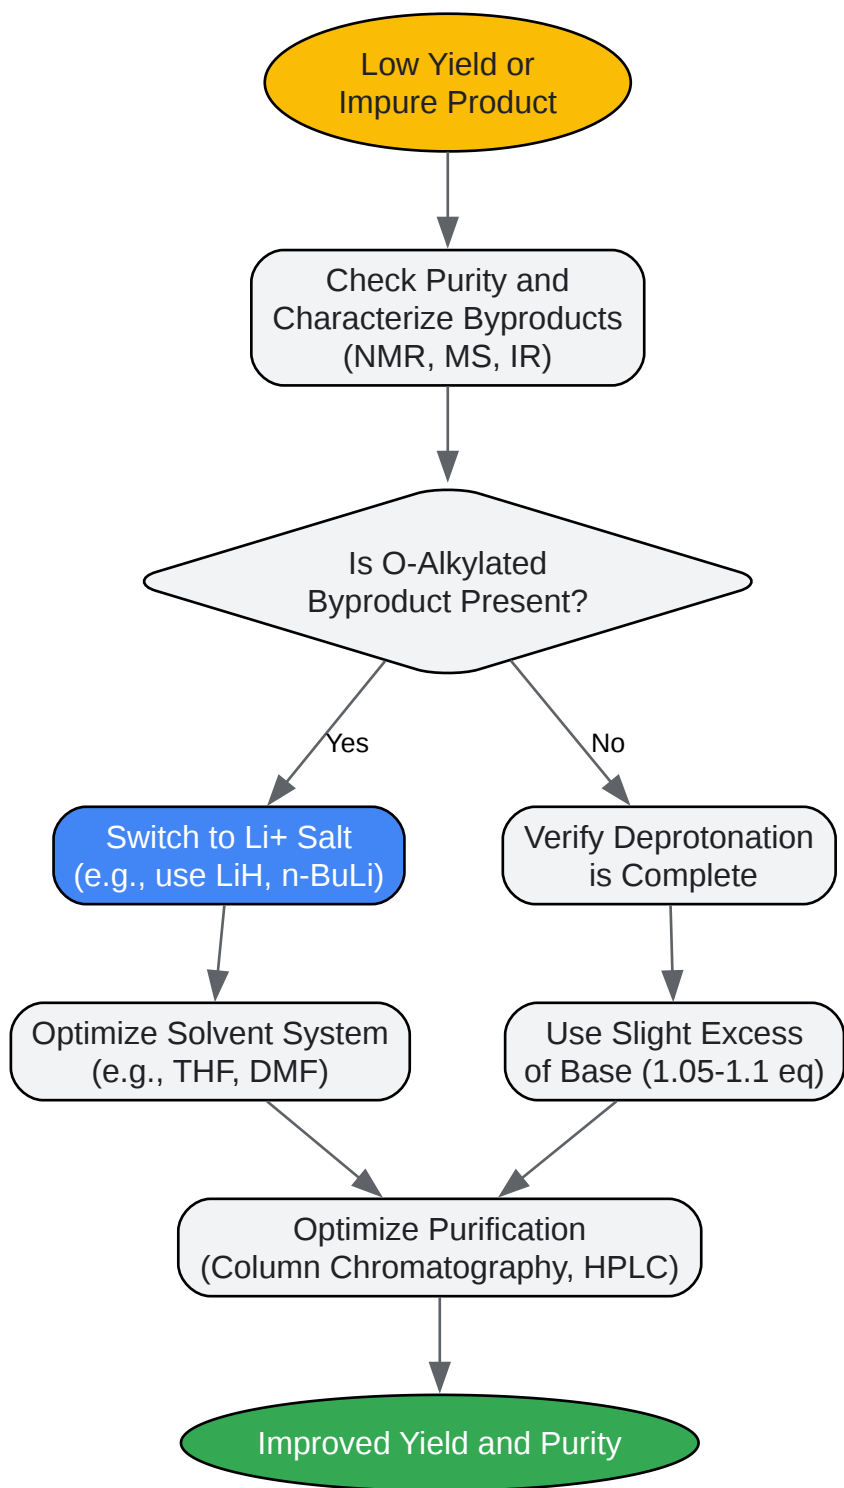 Low Yield or
Impure Product
Check Purity and
Characterize Byproducts
(NMR, MS, IR)
Is O-Alkylated
Byproduct Present?
Yes
No
Switch to Li+ Salt
(e.g., use LiH, n-BuLi)
Verify Deprotonation
is Complete
Optimize Solvent System
(e.g., THF, DMF)
Use Slight Excess
of Base (1.05-1.1 eq)
Optimize Purification
(Column Chromatography, HPLC)
Improved Yield and Purity